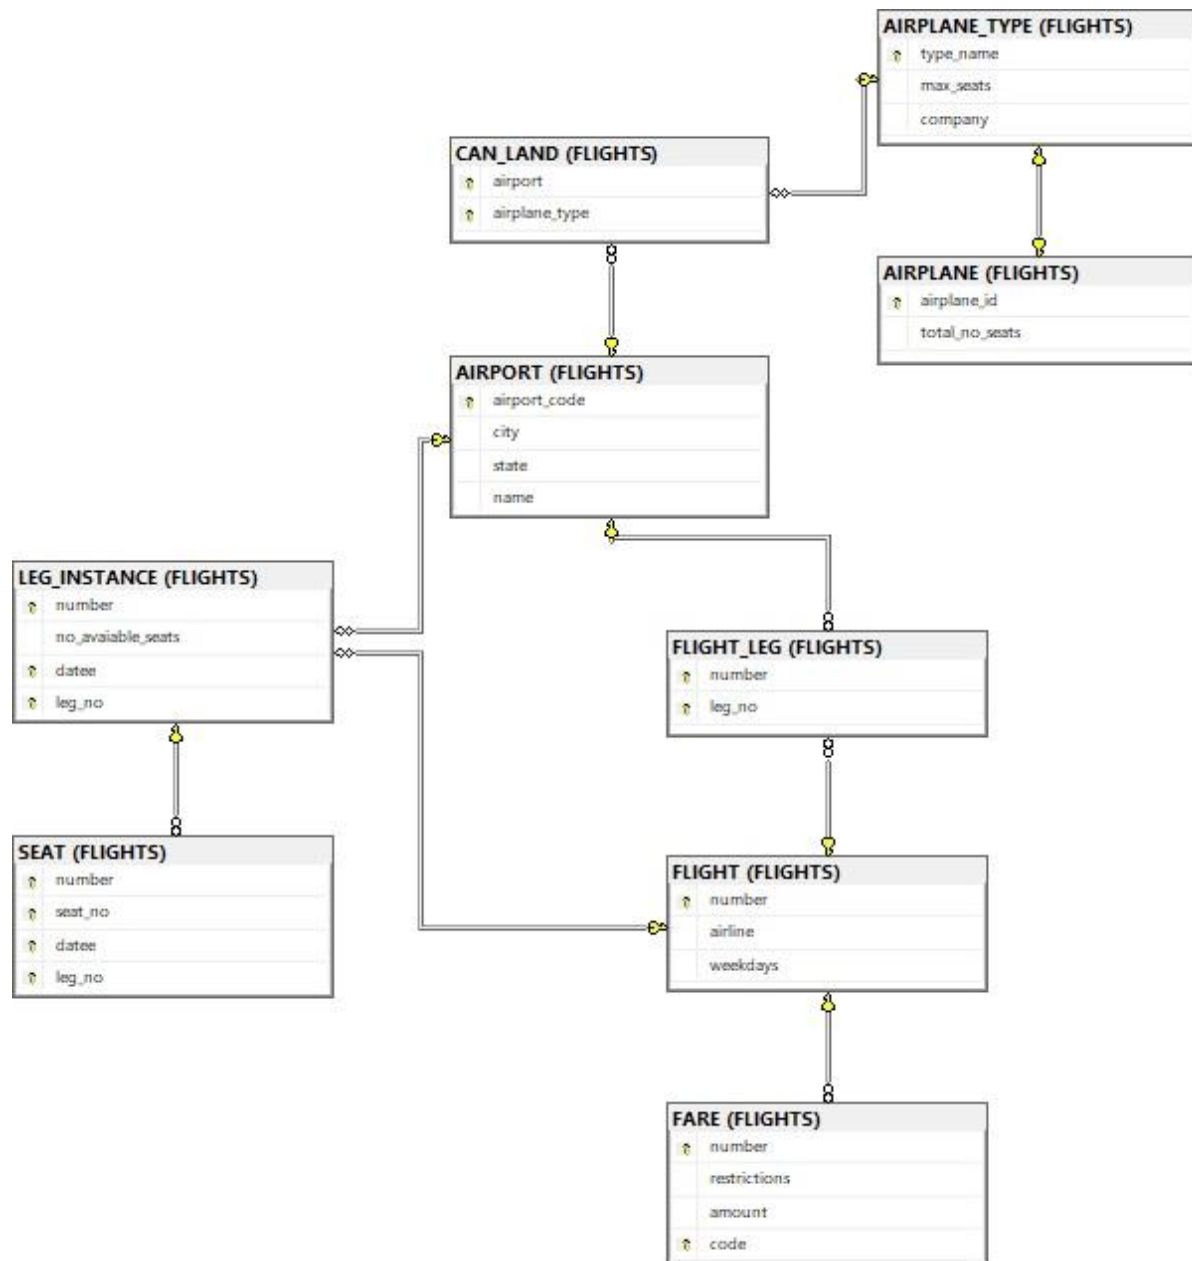 AIRPLANE_TYPE (FLIGHTS)
type_name
max_seats
company
CAN_LAND (FLIGHTS)
airport
airplane_type
AIRPLANE (FLIGHTS)
airplane_id
total_no_seats
AIRPORT (FLIGHTS)
airport_code
city
state
name
LEG_INSTANCE (FLIGHTS)
number
no_avaiable_seats
datee
leg_no
FLIGHT_LEG (FLIGHTS)
number
leg_no
SEAT (FLIGHTS)
number
seat_no
datee
leg_no
FLIGHT (FLIGHTS)
number
airline
weekdays
FARE (FLIGHTS)
number
restrictions
amount
code